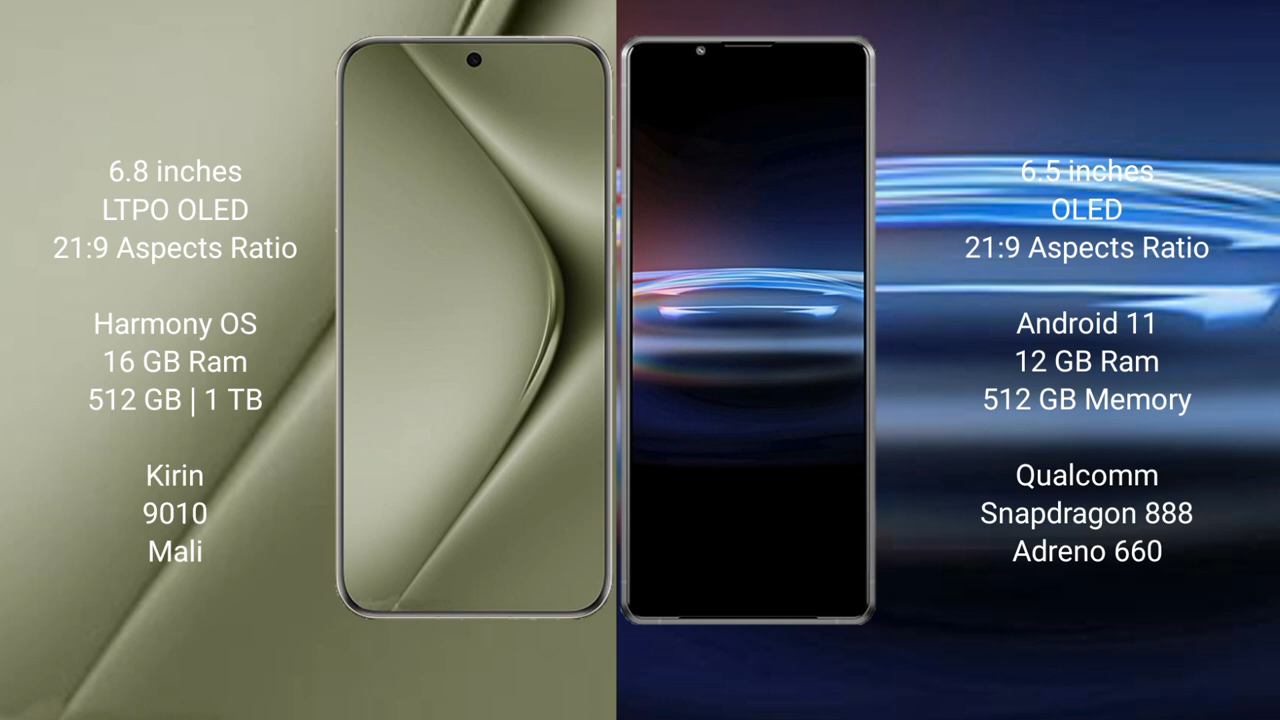 6.8 inches
LTPO OLED
21:9 Aspects Ratio
Harmony OS
16 GB Ram
512 GB | 1 TB
Kirin
9010
Mali
6.5 inches
OLED
21:9 Aspects Ratio
Android 11
12 GB Ram
512 GB Memory
Qualcomm
Snapdragon 888
Adreno 660